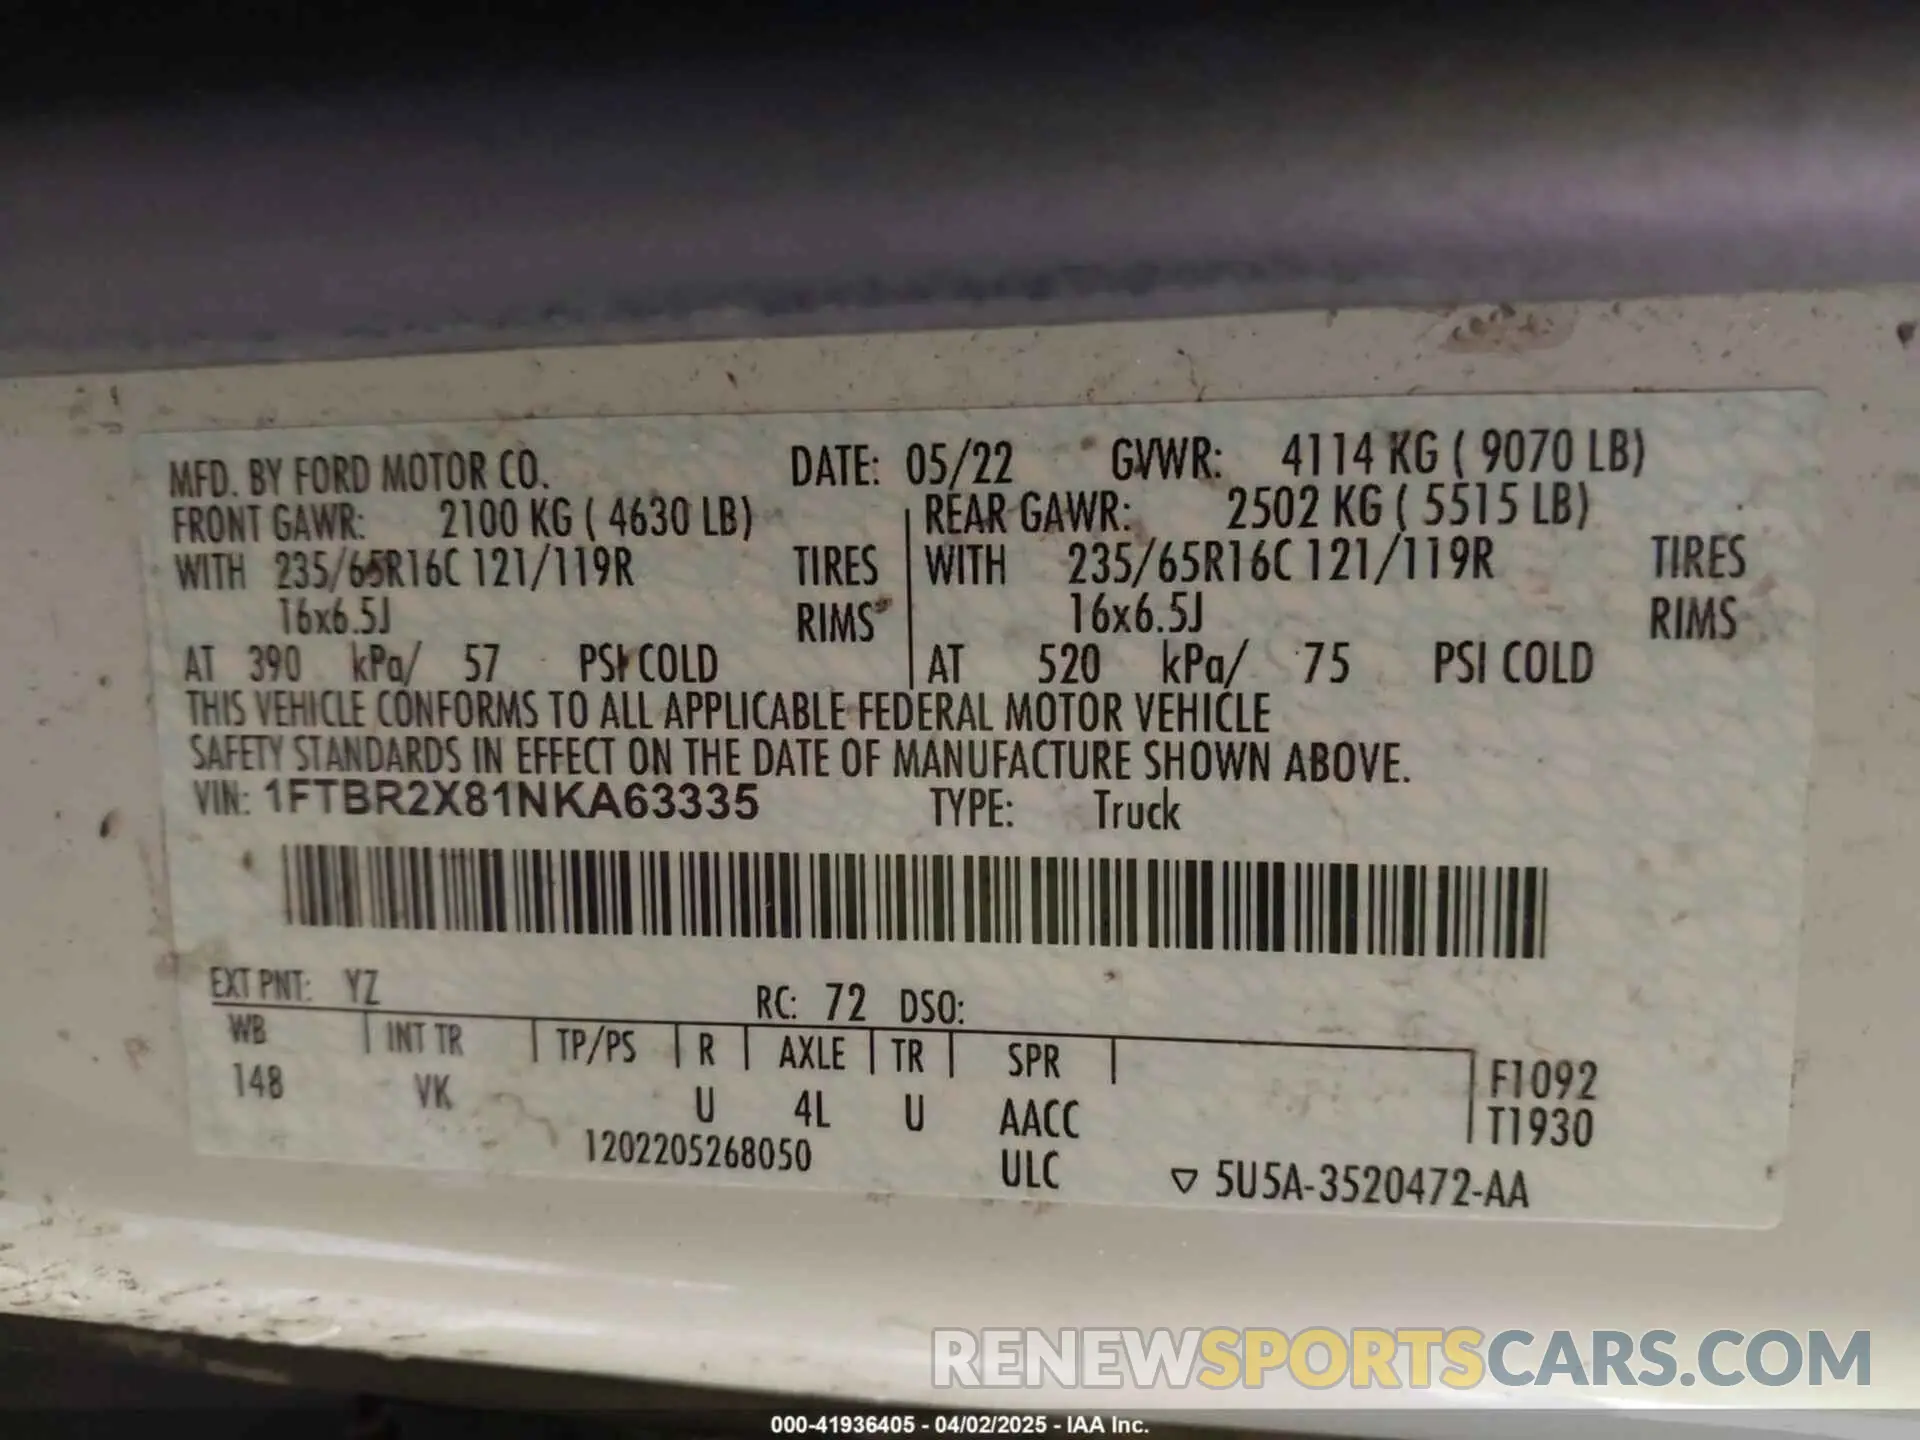 MFD. BY FORD MOTOR CO. DATE: 05/22 GVWR: 4114 KG ( 9070 LB)
FRONT GAWR: 2100 KG ( 4630 LB) REAR GAWR: 2502 KG ( 5515 LB)
WITH 235/65R16C 121/119R TIRES WITH 235/65R16C 121/119R TIRES
16x6.5J RIMS 16x6.5J RIMS
AT 390 kPa/ 57 PSI COLD AT 520 kPa/ 75 PSI COLD
THIS VEHICLE CONFORMS TO ALL APPLICABLE FEDERAL MOTOR VEHICLE
SAFETY STANDARDS IN EFFECT ON THE DATE OF MANUFACTURE SHOWN ABOVE.
VIN: 1FTBR2X81NKA63335 TYPE: Truck
EXT PNT: YZ RC: 72 DSO:
WB INT TR TP/PS R AXLE TR SPR F1092
148 VK U 4L U AACC T1930
1202205268050 ULC ▽ 5U5A-3520472-AA
RENEWSPORTSCARS.COM
000-41936405 - 04/02/2025 - IAA Inc.